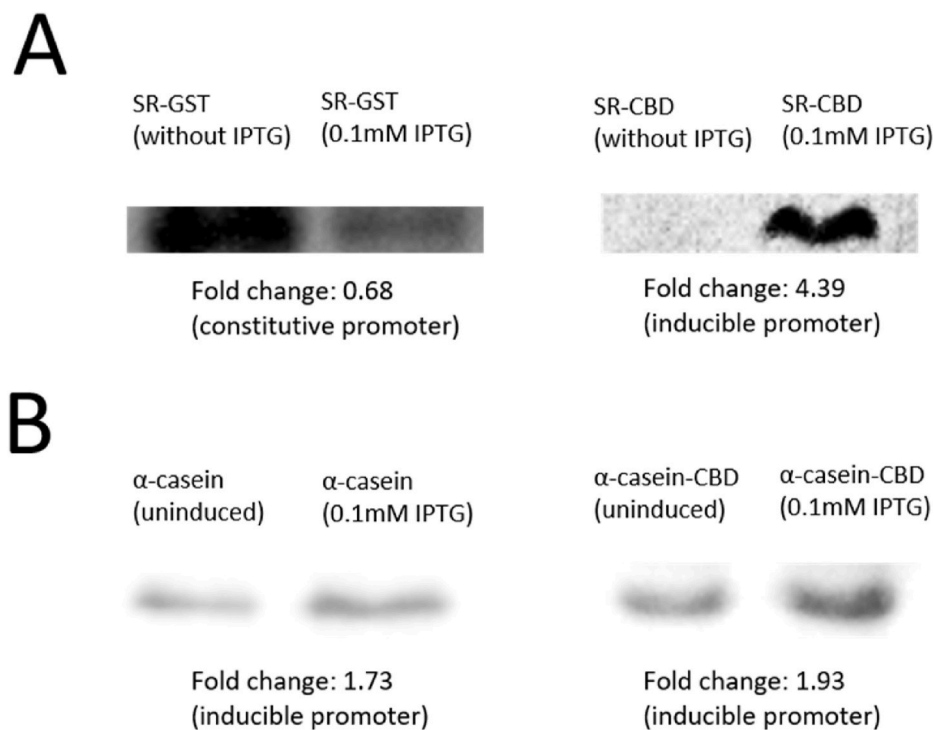 A
SR-GST
(without IPTG)
SR-GST
(0.1mM IPTG)
SR-CBD
(without IPTG)
SR-CBD
(0.1mM IPTG)
Fold change: 0.68
(constitutive promoter)
Fold change: 4.39
(inducible promoter)
B
α-casein
(uninduced)
α-casein
(0.1mM IPTG)
α-casein-CBD
(uninduced)
α-casein-CBD
(0.1mM IPTG)
Fold change: 1.73
(inducible promoter)
Fold change: 1.93
(inducible promoter)